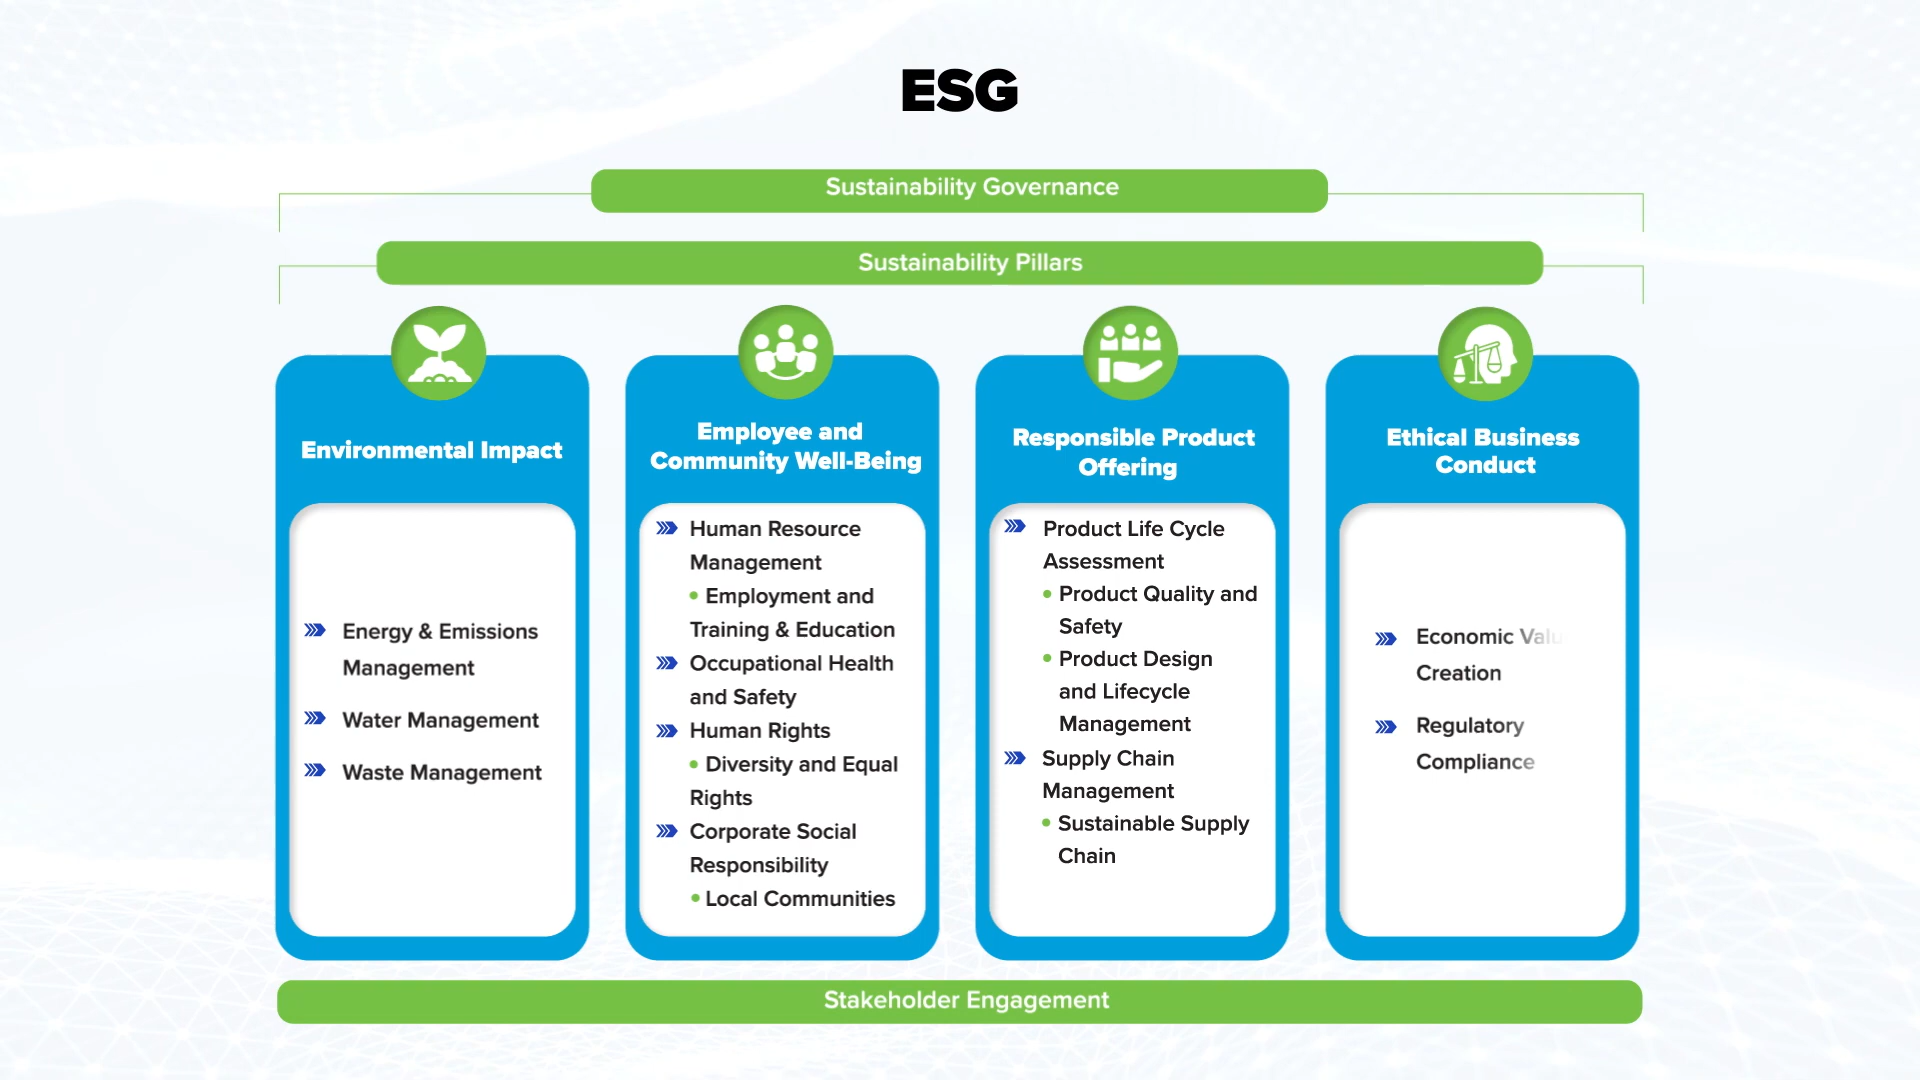 ESG
Sustainability Governance
Sustainability Pillars
Environmental Impact
Energy & Emissions
Management
Water Management
Waste Management
Employee and
Community Well-Being
Human Resource
Management
• Employment and
Training & Education
Occupational Health
and Safety
Human Rights
• Diversity and Equal
Rights
Corporate Social
Responsibility
• Local Communities
Responsible Product
Offering
Product Life Cycle
Assessment
• Product Quality and
Safety
• Product Design
and Lifecycle
Management
Supply Chain
Management
• Sustainable Supply
Chain
Ethical Business
Conduct
Economic Valu
Creation
Regulatory
Compliance
Stakeholder Engagement